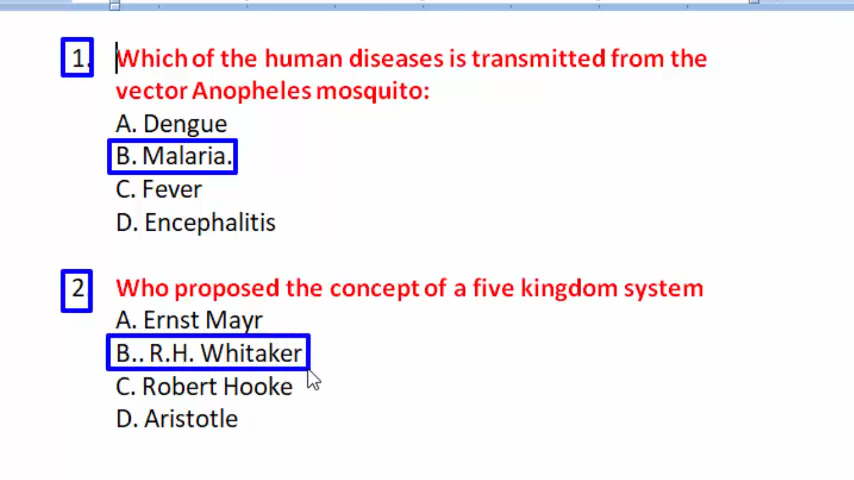 1. Which of the human diseases is transmitted from the
vector Anopheles mosquito:
A. Dengue
B. Malaria.
C. Fever
D. Encephalitis
2 Who proposed the concept of a five kingdom system
A. Ernst Mayr
B.. R.H. Whitaker
C. Robert Hooke
D. Aristotle